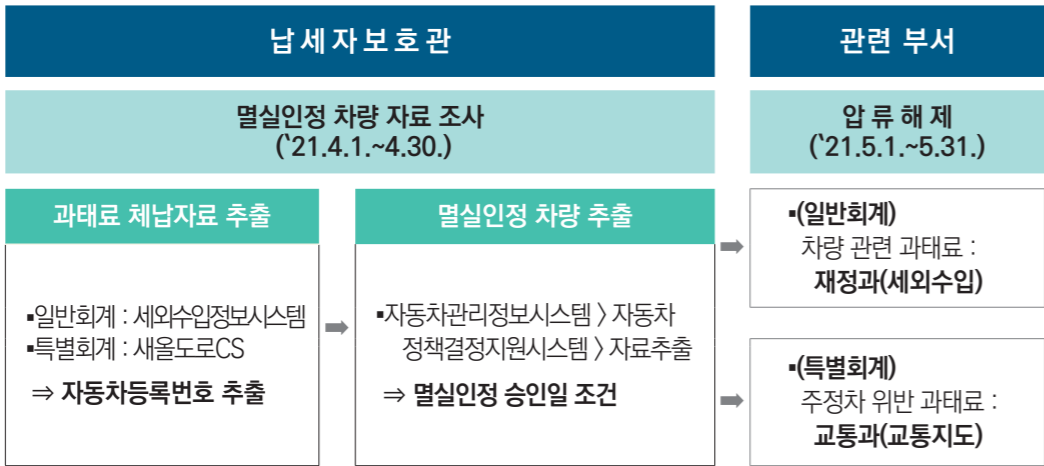 납세자보호관
관련 부서
멸실인정 차량 자료 조사
(`21.4.1.~4.30.)
압 류 해 제
(`21.5.1.~5.31.)
과태료 체납자료 추출
멸실인정 차량 추출
▪일반회계 : 세외수입정보시스템
▪특별회계 : 새올도로CS
⇒ 자동차등록번호 추출
▪자동차관리정보시스템 > 자동차
정책결정지원시스템 > 자료추출
⇒ 멸실인정 승인일 조건
▪(일반회계)
차량 관련 과태료 :
재정과(세외수입)
▪(특별회계)
주정차 위반 과태료 :
교통과(교통지도)